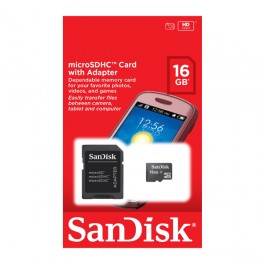 HD
microSDHC™ Card
with Adapter
Dependable memory card
for your favorite photos,
videos, and games
Easily transfer files
between camera,
tablet and computer
16
GB
12:56
SanDisk
ADAPTER
SanDisk
SanDisk